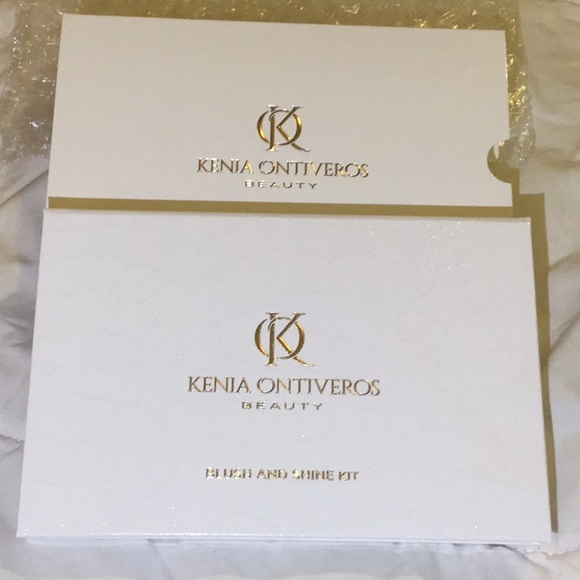 KENIA ONTIVEROS
BEAUTY
KENIA ONTIVEROS
BEAUTY
BLUSH AND SHINE KIT